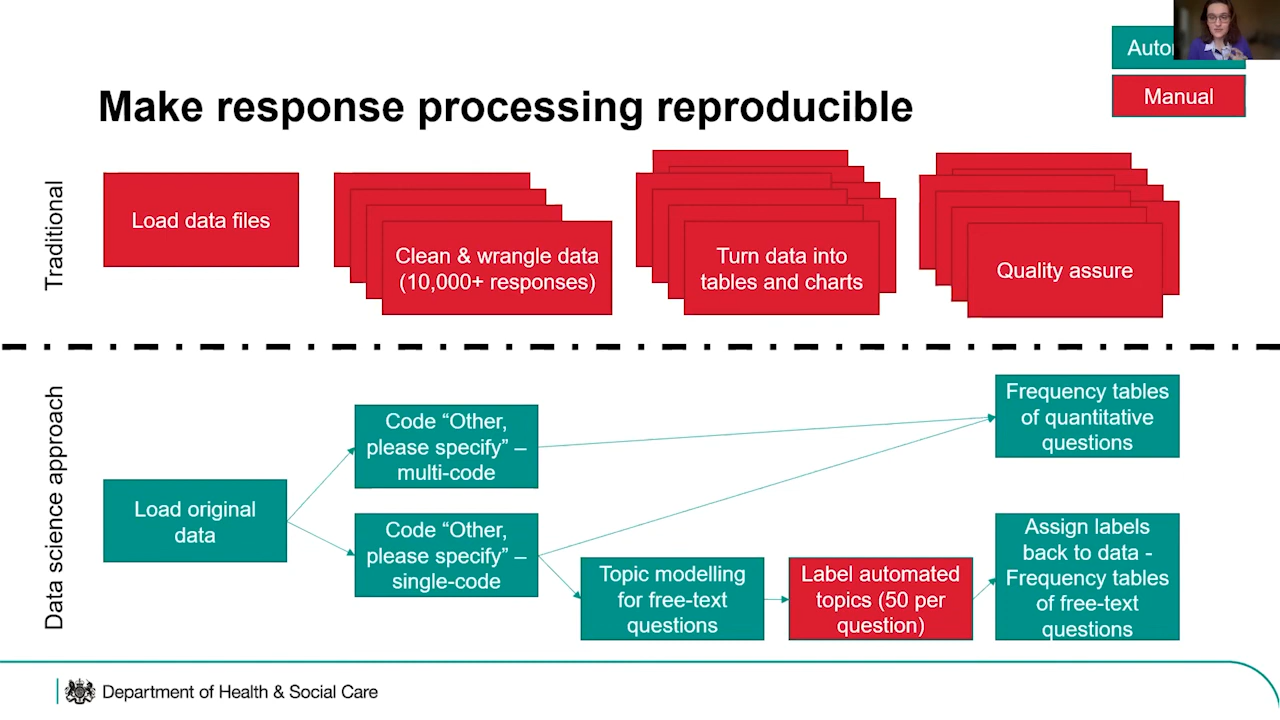 Manual
Make response processing reproducible
Traditional
Load data files
Clean & wrangle data
(10,000+ responses)
Turn data into
tables and charts
Quality assure
Data science approach
Load original
data
Code “Other,
please specify” –
multi-code
Code “Other,
please specify” –
single-code
Topic modelling
for free-text
questions
Label automated
topics (50 per
question)
Frequency tables
of quantitative
questions
Assign labels
back to data -
Frequency tables
of free-text
questions
Department of Health & Social Care